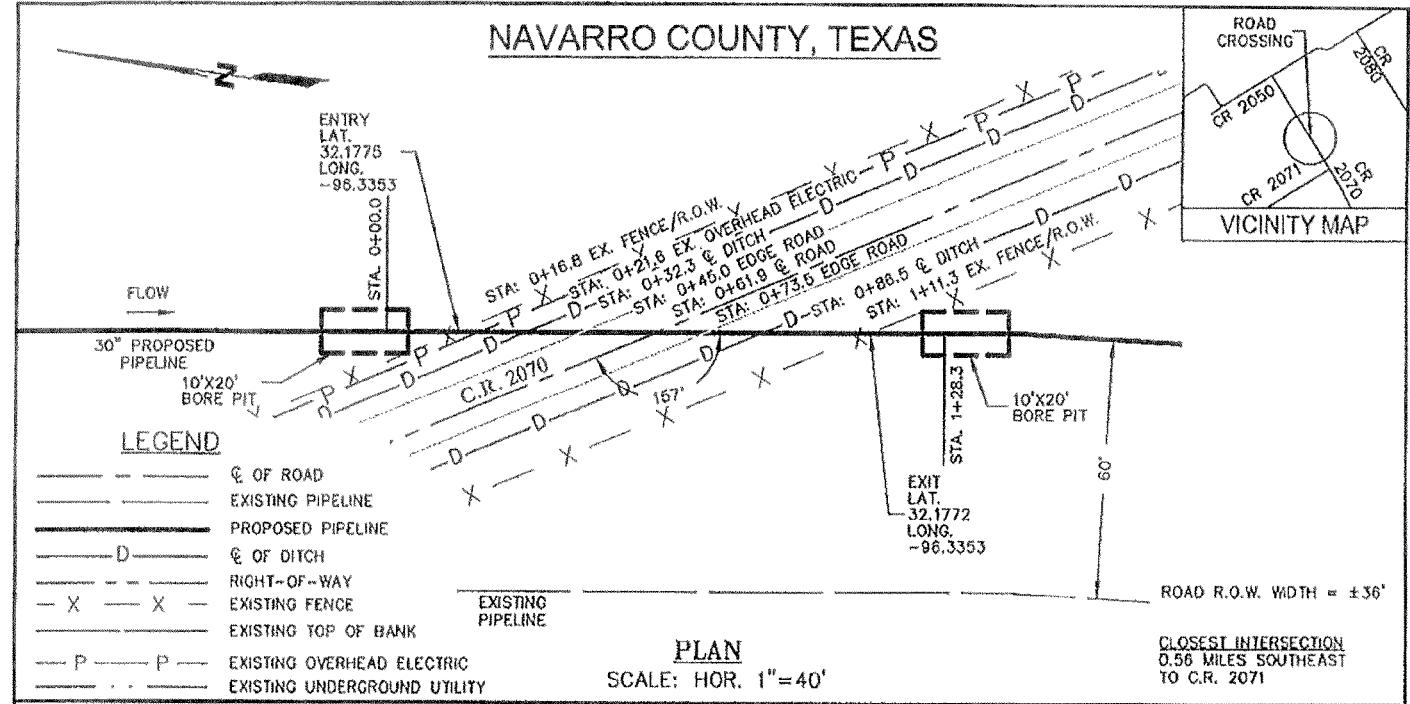 NAVARRO COUNTY, TEXAS
N
ENTRY
LAT.
32.1775
LONG.
-96.3353
STA. 0+00.0
FLOW
30" PROPOSED
PIPELINE
10'X20'
BORE PIT
STA: 0+16.8 EX. FENCE/R.O.W.
STA: 0+21.8 EX. OVERHEAD ELECTRIC
STA: 0+32.3 ℄ DITCH
STA: 0+45.0 EDGE ROAD
STA: 0+61.9 ℄ ROAD
STA: 0+73.5 EDGE ROAD
STA: 0+86.5 ℄ DITCH
STA: 1+11.3 EX. FENCE/R.O.W.
C.R. 2070
157°
10'X20'
BORE PIT
STA. 1+28.3
EXIT
LAT.
32.1772
LONG.
-96.3353
60'
ROAD
CROSSING
CR 2080
CR 2050
CR 2071
CR 2070
VICINITY MAP
LEGEND
℄ OF ROAD
EXISTING PIPELINE
PROPOSED PIPELINE
D
℄ OF DITCH
RIGHT-OF-WAY
X X
EXISTING FENCE
EXISTING TOP OF BANK
P P
EXISTING OVERHEAD ELECTRIC
EXISTING UNDERGROUND UTILITY
EXISTING
PIPELINE
PLAN
SCALE: HOR. 1"=40'
ROAD R.O.W. WIDTH = ±36'
CLOSEST INTERSECTION
0.56 MILES SOUTHEAST
TO C.R. 2071